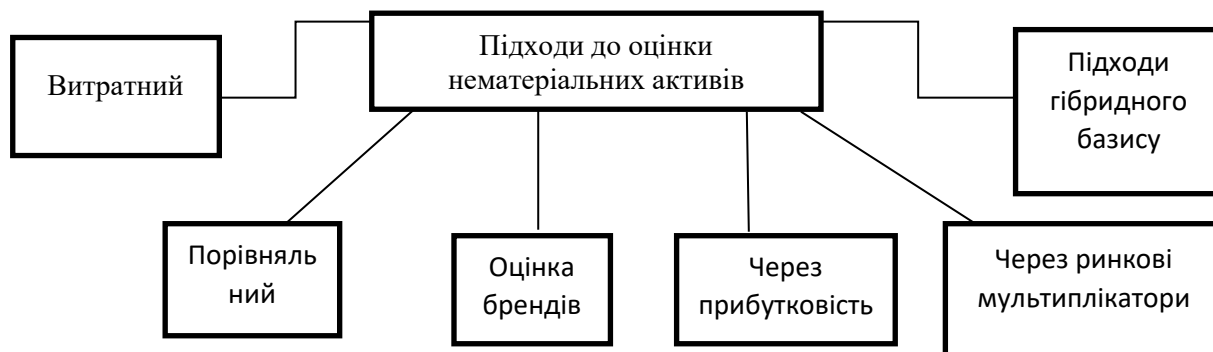 Підходи до оцінки
нематеріальних активів
Витратний
Підходи
гібридного
базису
Порівняль
ний
Оцінка
брендів
Через
прибутковість
Через ринкові
мультиплікатори